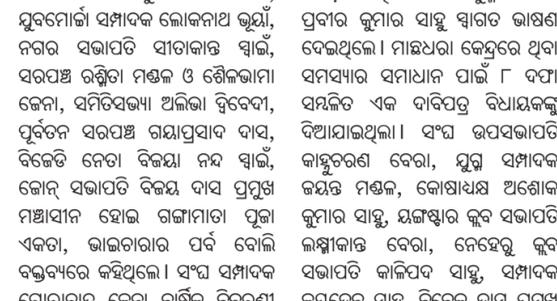 ଯୁବମୋର୍ଚ୍ଚା ସମ୍ପାଦକ ଲୋକନାଥ ଭୂୟାଁ,
ନଗର ସଭାପତି ସୀତାକାନ୍ତ ସ୍ୱାଇଁ,
ସରପଞ୍ଚ ରଶ୍ମିତା ମଣ୍ଡଳ ଓ ଶୈଳଭାମା
ଜେନା, ସମିତିସଭ୍ୟା ଅଲିଭା ଦ୍ୱିବେଦୀ,
ପୂର୍ବତନ ସରପଞ୍ଚ ଗୟାପ୍ରସାଦ ଦାସ,
ବିଜେଡି ନେତା ବିଜୟା ନନ୍ଦ ସ୍ୱାଇଁ,
ଜୋନ୍ ସଭାପତି ବିଜୟ ଦାସ ପ୍ରମୁଖ
ମଞ୍ଚାସୀନ ହୋଇ ଗଙ୍ଗାମାତା ପୂଜା
ଏକତା, ଭାଇଚାରାର ପର୍ବ ବୋଲି
ବକ୍ତବ୍ୟରେ କହିଥିଲେ। ସଂଘ ସମ୍ପାଦକ
ପ୍ରବୀର କୁମାର ସାହୁ ସ୍ୱାଗତ ଭାଷଣ
ଦେଇଥିଲେ। ମାଛଧରା କେନ୍ଦ୍ରରେ ଥିବା
ସମସ୍ୟାର ସମାଧାନ ପାଇଁ ୮ ଦଫା
ସମ୍ବଳିତ ଏକ ଦାବିପତ୍ର ବିଧାୟକଙ୍କୁ
ଦିଆଯାଇଥିଲା। ସଂଘ ଉପସଭାପତି
କାହ୍ନୁଚରଣ ବେରା, ଯୁଗ୍ମ ସମ୍ପାଦକ
ଜୟନ୍ତ ମଣ୍ଡଳ, କୋଷାଧ୍ୟକ୍ଷ ଅଶୋକ
କୁମାର ସାହୁ, ୟଙ୍ଗଷ୍ଟାର କ୍ଲବ ସଭାପତି
ଲକ୍ଷ୍ମୀକାନ୍ତ ବେରା, ନେହେରୁ କ୍ଲବ
ସଭାପତି କାଳିପଦ ସାହୁ, ସମ୍ପାଦକ